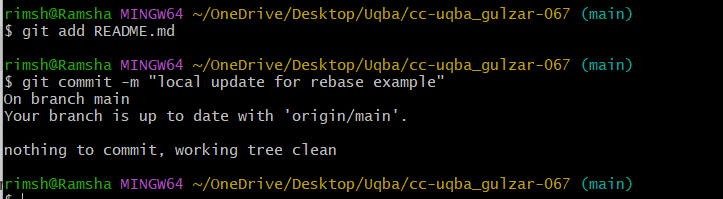 rimsh@Ramsha MINGW64 ~/OneDrive/Desktop/Uqba/cc-uqba_gulzar-067 (main)
$ git add README.md
rimsh@Ramsha MINGW64 ~/OneDrive/Desktop/Uqba/cc-uqba_gulzar-067 (main)
$ git commit -m "local update for rebase example"
On branch main
Your branch is up to date with 'origin/main'.
nothing to commit, working tree clean
rimsh@Ramsha MINGW64 ~/OneDrive/Desktop/Uqba/cc-uqba_gulzar-067 (main)
$